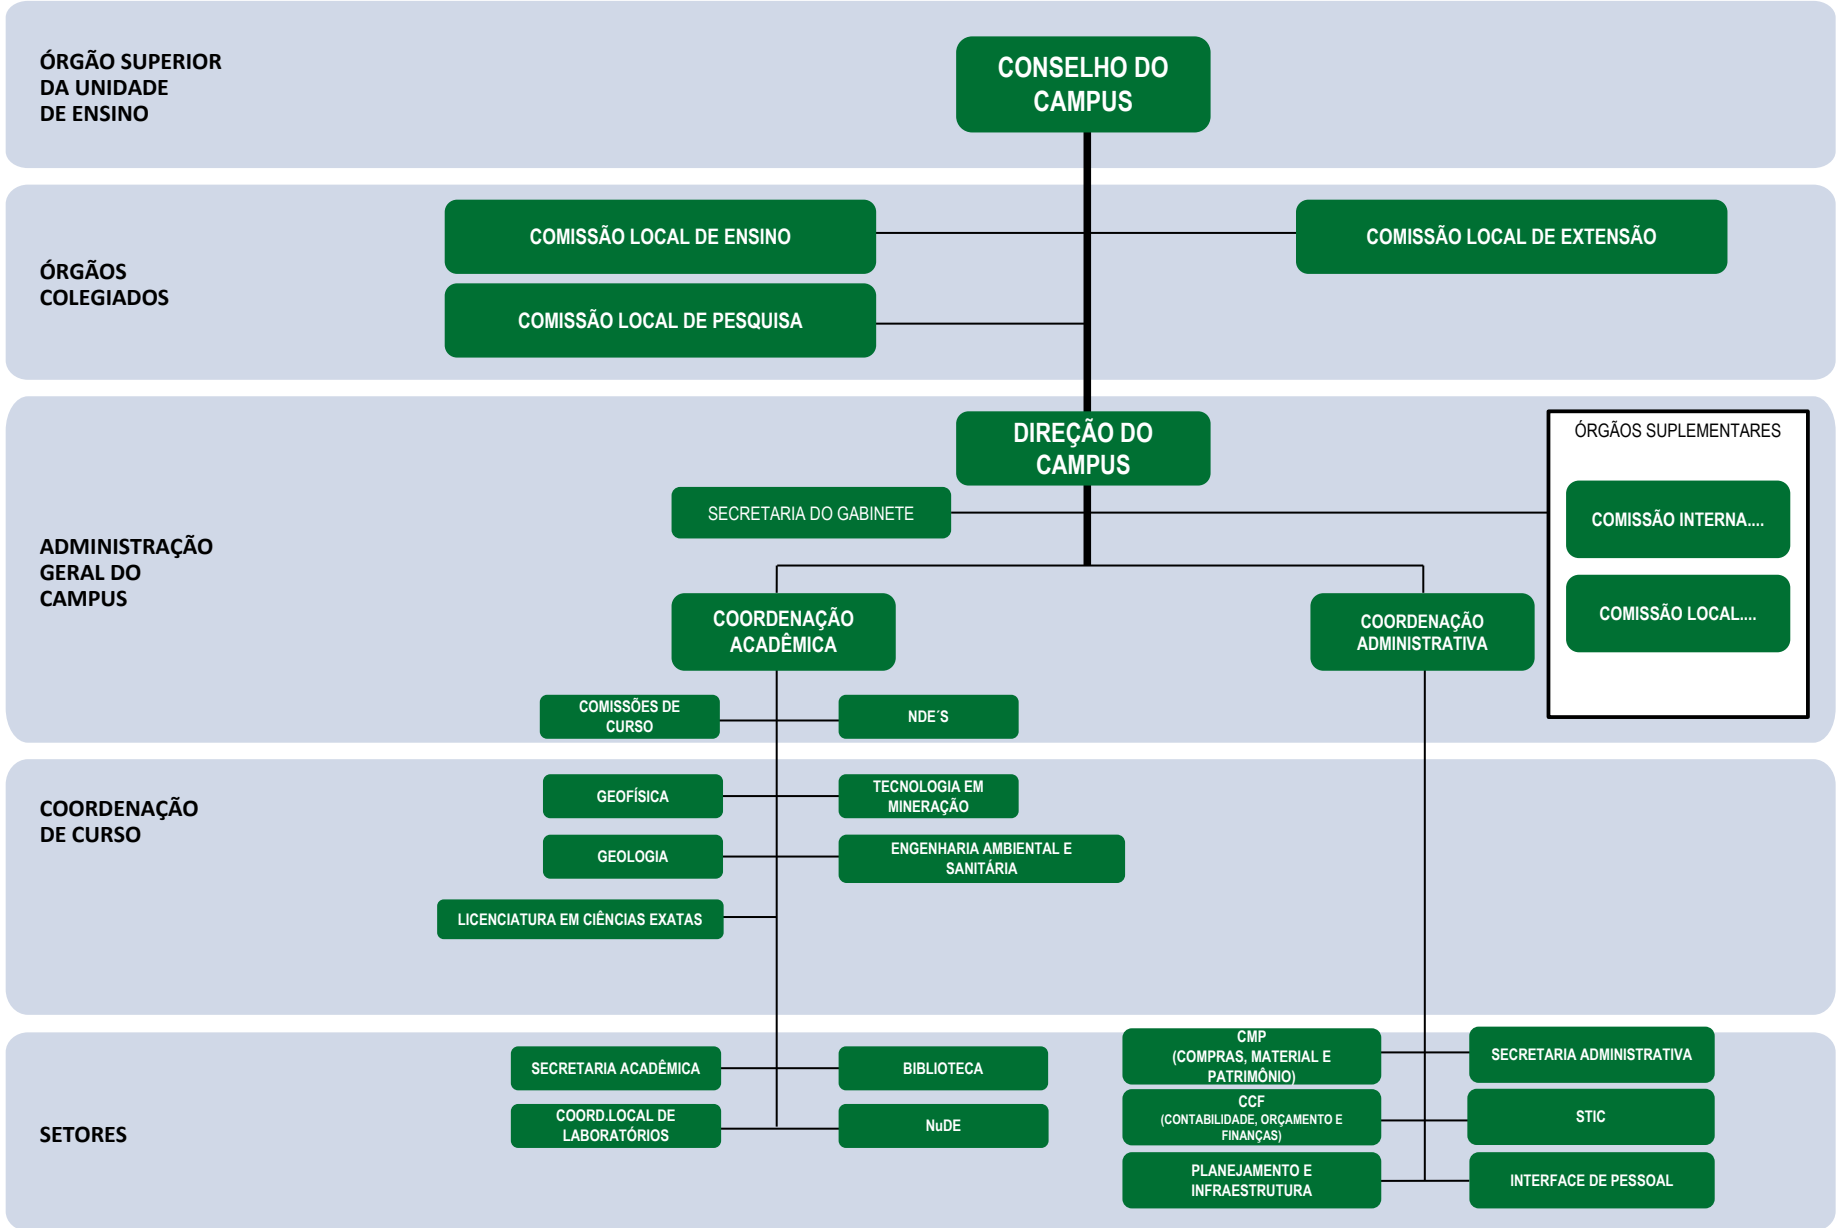 ÓRGÃO SUPERIOR
DA UNIDADE
DE ENSINO
CONSELHO DO
CAMPUS
ÓRGÃOS
COLEGIADOS
COMISSÃO LOCAL DE ENSINO
COMISSÃO LOCAL DE EXTENSÃO
COMISSÃO LOCAL DE PESQUISA
ADMINISTRAÇÃO
GERAL DO
CAMPUS
DIREÇÃO DO
CAMPUS
SECRETARIA DO GABINETE
ÓRGÃOS SUPLEMENTARES
COMISSÃO INTERNA....
COMISSÃO LOCAL....
COORDENAÇÃO
ACADÊMICA
COORDENAÇÃO
ADMINISTRATIVA
COMISSÕES DE
CURSO
NDE´S
COORDENAÇÃO
DE CURSO
GEOFÍSICA
TECNOLOGIA EM
MINERAÇÃO
GEOLOGIA
ENGENHARIA AMBIENTAL E
SANITÁRIA
LICENCIATURA EM CIÊNCIAS EXATAS
SETORES
SECRETARIA ACADÊMICA
BIBLIOTECA
COORD.LOCAL DE
LABORATÓRIOS
NuDE
CMP
(COMPRAS, MATERIAL E
PATRIMÔNIO)
SECRETARIA ADMINISTRATIVA
CCF
(CONTABILIDADE, ORÇAMENTO E
FINANÇAS)
STIC
PLANEJAMENTO E
INFRAESTRUTURA
INTERFACE DE PESSOAL